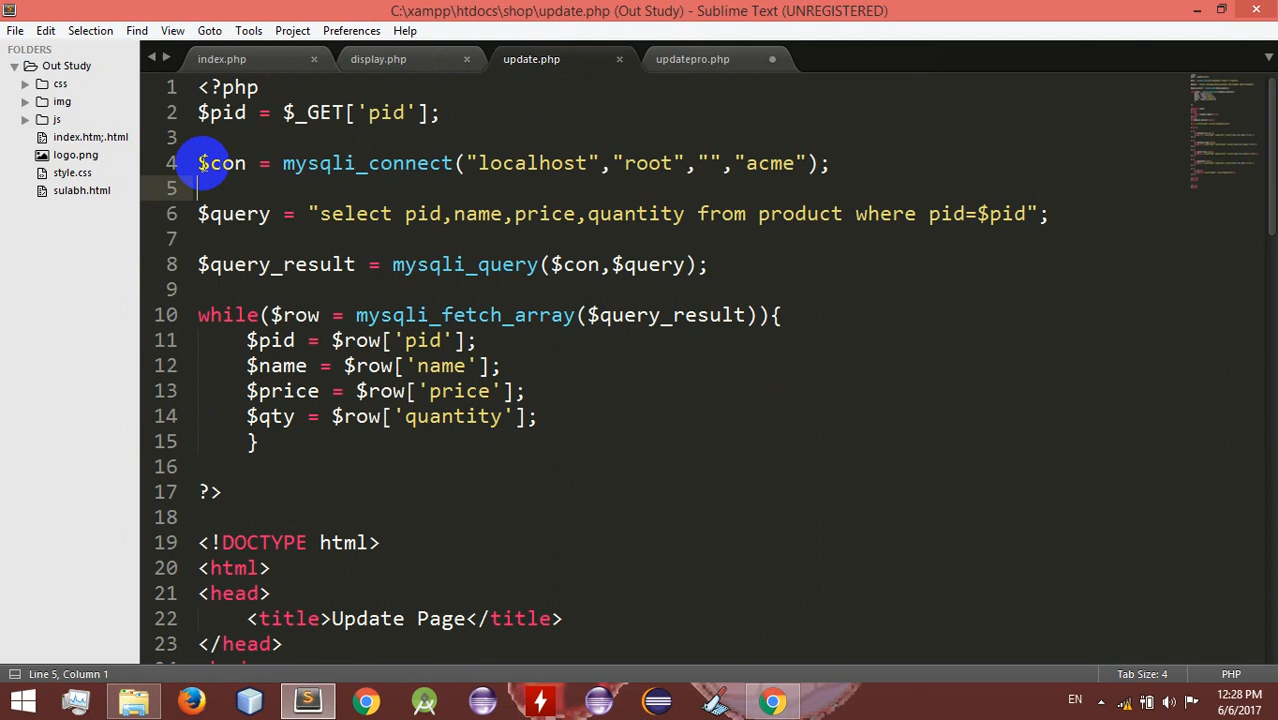 C:\xampp\htdocs\shop\update.php (Out Study) - Sublime Text (UNREGISTERED)
File Edit Selection Find View Goto Tools Project Preferences Help
FOLDERS
Out Study
css
img
js
index.htm;.html
logo.png
style.css
sulabh.html
index.php display.php update.php updatepro.php
1 <?php
2 $pid = $_GET['pid'];
3
4 $con = mysqli_connect("localhost","root","","acme");
5
6 $query = "select pid,name,price,quantity from product where pid=$pid";
7
8 $query_result = mysqli_query($con,$query);
9
10 while($row = mysqli_fetch_array($query_result)){
11 $pid = $row['pid'];
12 $name = $row['name'];
13 $price = $row['price'];
14 $qty = $row['quantity'];
15 }
16
17 ?>
18
19 <!DOCTYPE html>
20 <html>
21 <head>
22 <title>Update Page</title>
23 </head>
Line 5, Column 1 Tab Size: 4 PHP
EN 12:28 PM
6/6/2017